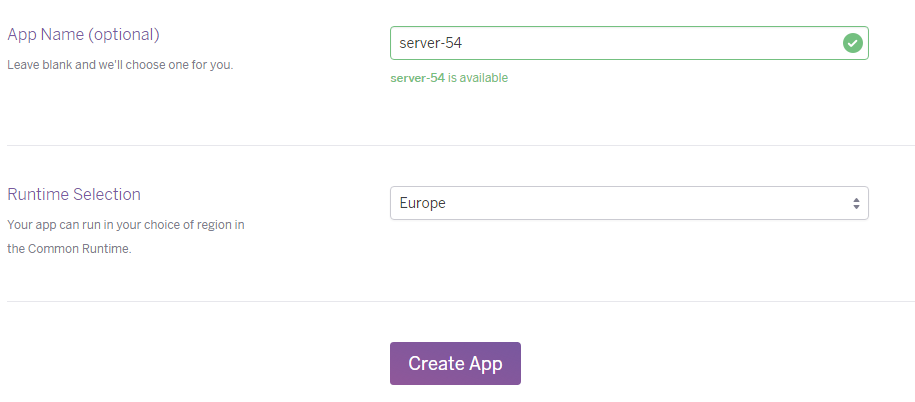 App Name (optional)
server-54
Leave blank and we'll choose one for you.
server-54 is available
Runtime Selection
Europe
Your app can run in your choice of region in
the Common Runtime.
Create App